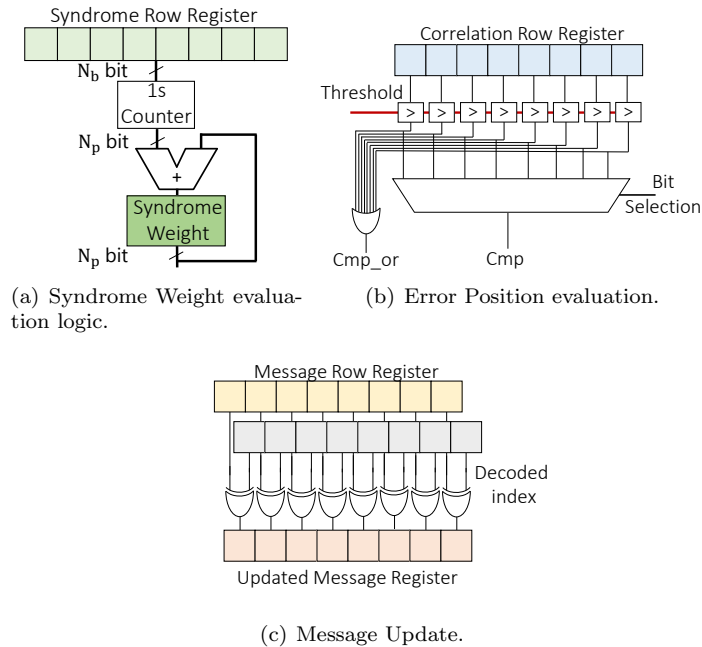 Syndrome Row Register
N_b bit
1s
Counter
N_p bit
+
Syndrome
Weight
N_p bit
(a) Syndrome Weight evalua-
tion logic.
Correlation Row Register
Threshold
> > > > > > > >
Bit
Selection
Cmp_or
Cmp
(b) Error Position evaluation.
Message Row Register
Decoded
index
Updated Message Register
(c) Message Update.